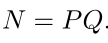 N = PQ.